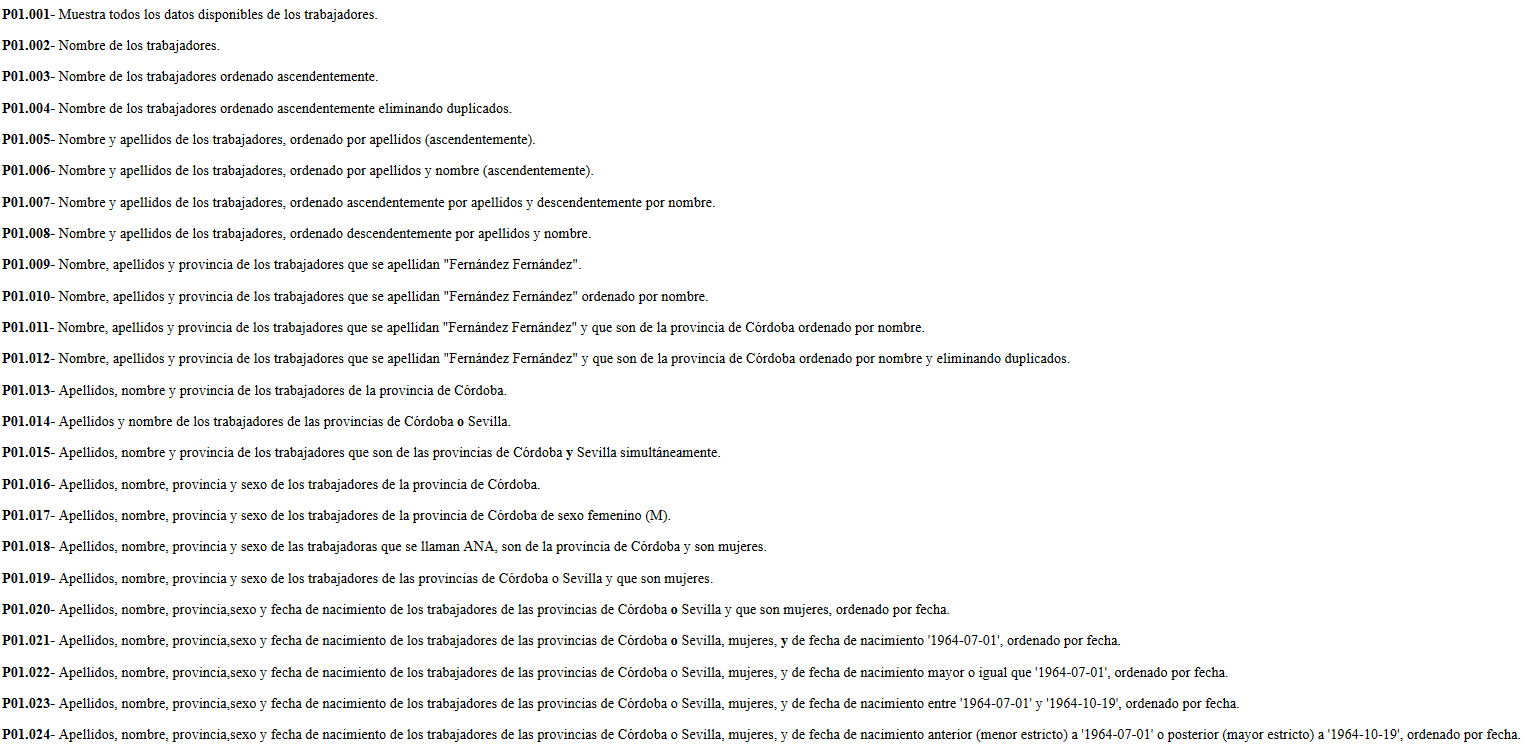 P01.001- Muestra todos los datos disponibles de los trabajadores.
P01.002- Nombre de los trabajadores.
P01.003- Nombre de los trabajadores ordenado ascendentemente.
P01.004- Nombre de los trabajadores ordenado ascendentemente eliminando duplicados.
P01.005- Nombre y apellidos de los trabajadores, ordenado por apellidos (ascendentemente).
P01.006- Nombre y apellidos de los trabajadores, ordenado por apellidos y nombre (ascendentemente).
P01.007- Nombre y apellidos de los trabajadores, ordenado ascendentemente por apellidos y descendentemente por nombre.
P01.008- Nombre y apellidos de los trabajadores, ordenado descendentemente por apellidos y nombre.
P01.009- Nombre, apellidos y provincia de los trabajadores que se apellidan "Fernández Fernández".
P01.010- Nombre, apellidos y provincia de los trabajadores que se apellidan "Fernández Fernández" ordenado por nombre.
P01.011- Nombre, apellidos y provincia de los trabajadores que se apellidan "Fernández Fernández" y que son de la provincia de Córdoba ordenado por nombre.
P01.012- Nombre, apellidos y provincia de los trabajadores que se apellidan "Fernández Fernández" y que son de la provincia de Córdoba ordenado por nombre y eliminando duplicados.
P01.013- Apellidos, nombre y provincia de los trabajadores de la provincia de Córdoba.
P01.014- Apellidos y nombre de los trabajadores de las provincias de Córdoba o Sevilla.
P01.015- Apellidos, nombre y provincia de los trabajadores que son de las provincias de Córdoba y Sevilla simultáneamente.
P01.016- Apellidos, nombre, provincia y sexo de los trabajadores de la provincia de Córdoba.
P01.017- Apellidos, nombre, provincia y sexo de los trabajadores de la provincia de Córdoba de sexo femenino (M).
P01.018- Apellidos, nombre, provincia y sexo de las trabajadoras que se llaman ANA, son de la provincia de Córdoba y son mujeres.
P01.019- Apellidos, nombre, provincia y sexo de los trabajadores de las provincias de Córdoba o Sevilla y que son mujeres.
P01.020- Apellidos, nombre, provincia,sexo y fecha de nacimiento de los trabajadores de las provincias de Córdoba o Sevilla y que son mujeres, ordenado por fecha.
P01.021- Apellidos, nombre, provincia,sexo y fecha de nacimiento de los trabajadores de las provincias de Córdoba o Sevilla, mujeres, y de fecha de nacimiento '1964-07-01', ordenado por fecha.
P01.022- Apellidos, nombre, provincia,sexo y fecha de nacimiento de los trabajadores de las provincias de Córdoba o Sevilla, mujeres, y de fecha de nacimiento mayor o igual que '1964-07-01', ordenado por fecha.
P01.023- Apellidos, nombre, provincia,sexo y fecha de nacimiento de los trabajadores de las provincias de Córdoba o Sevilla, mujeres, y de fecha de nacimiento entre '1964-07-01' y '1964-10-19', ordenado por fecha.
P01.024- Apellidos, nombre, provincia,sexo y fecha de nacimiento de los trabajadores de las provincias de Córdoba o Sevilla, mujeres, y de fecha de nacimiento anterior (menor estricto) a '1964-07-01' o posterior (mayor estricto) a '1964-10-19', ordenado por fecha.